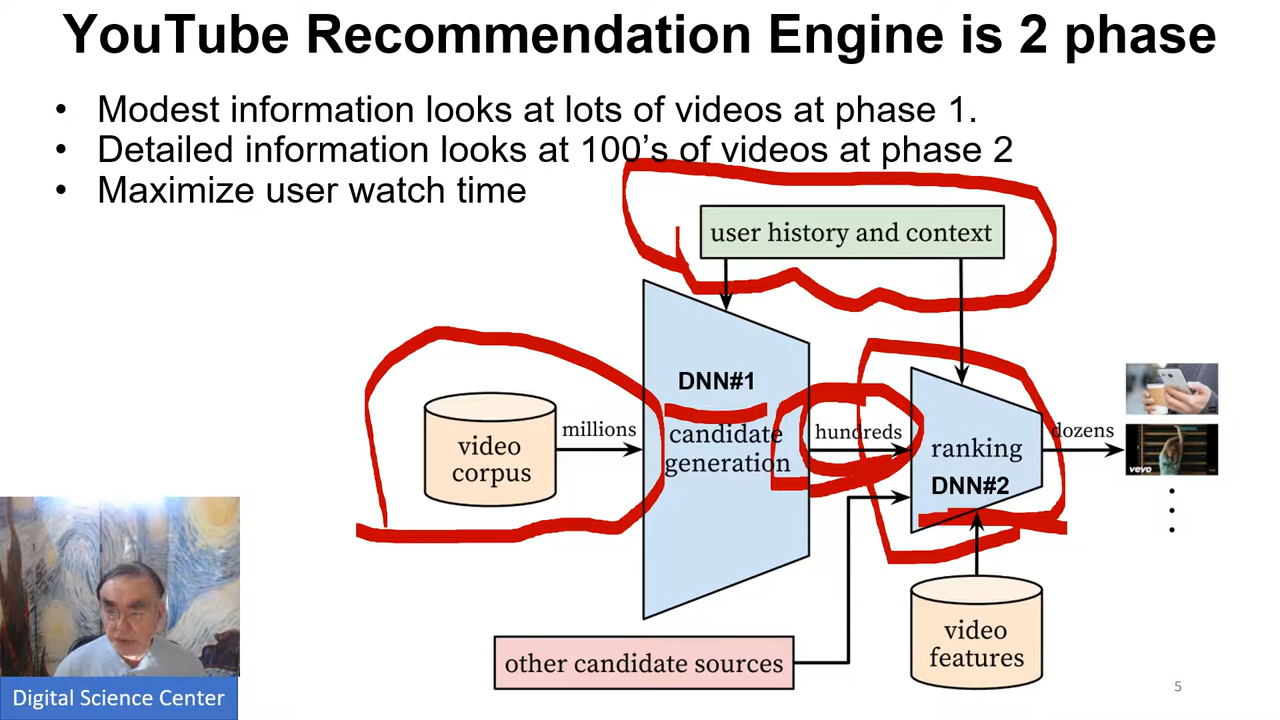 YouTube Recommendation Engine is 2 phase
• Modest information looks at lots of videos at phase 1.
• Detailed information looks at 100’s of videos at phase 2
• Maximize user watch time
user history and context
DNN#1
candidate
generation
video
corpus
millions
hundreds
ranking
DNN#2
dozens
vevo
video
features
other candidate sources
Digital Science Center
5